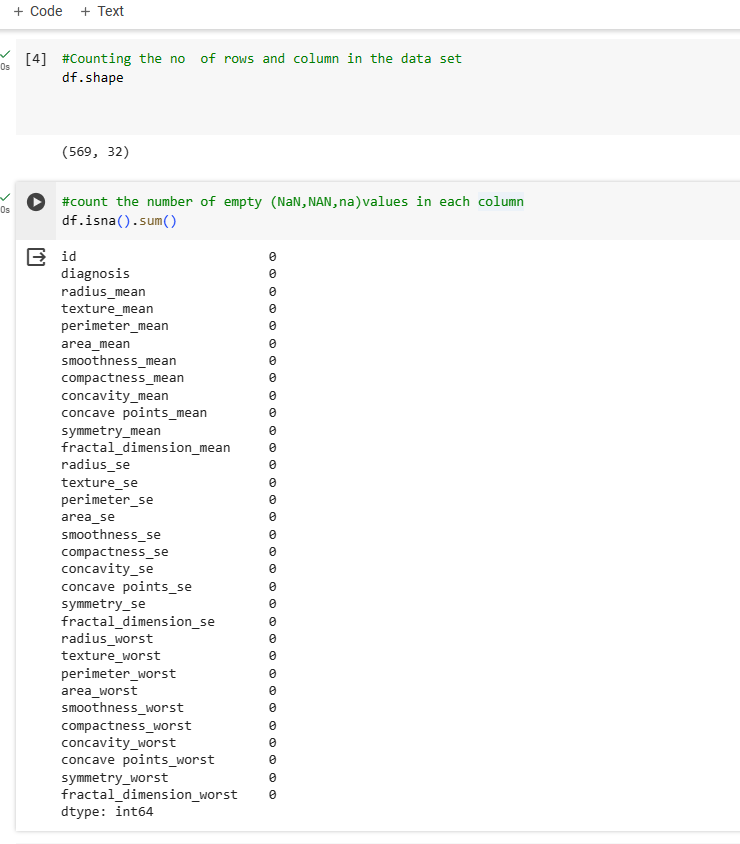 + Code + Text
[4] #Counting the no  of rows and column in the data set
0s
df.shape
(569, 32)
#count the number of empty (NaN,NAN,na)values in each column
0s
df.isna().sum()
id 0
diagnosis 0
radius_mean 0
texture_mean 0
perimeter_mean 0
area_mean 0
smoothness_mean 0
compactness_mean 0
concavity_mean 0
concave points_mean 0
symmetry_mean 0
fractal_dimension_mean 0
radius_se 0
texture_se 0
perimeter_se 0
area_se 0
smoothness_se 0
compactness_se 0
concavity_se 0
concave points_se 0
symmetry_se 0
fractal_dimension_se 0
radius_worst 0
texture_worst 0
perimeter_worst 0
area_worst 0
smoothness_worst 0
compactness_worst 0
concavity_worst 0
concave points_worst 0
symmetry_worst 0
fractal_dimension_worst 0
dtype: int64